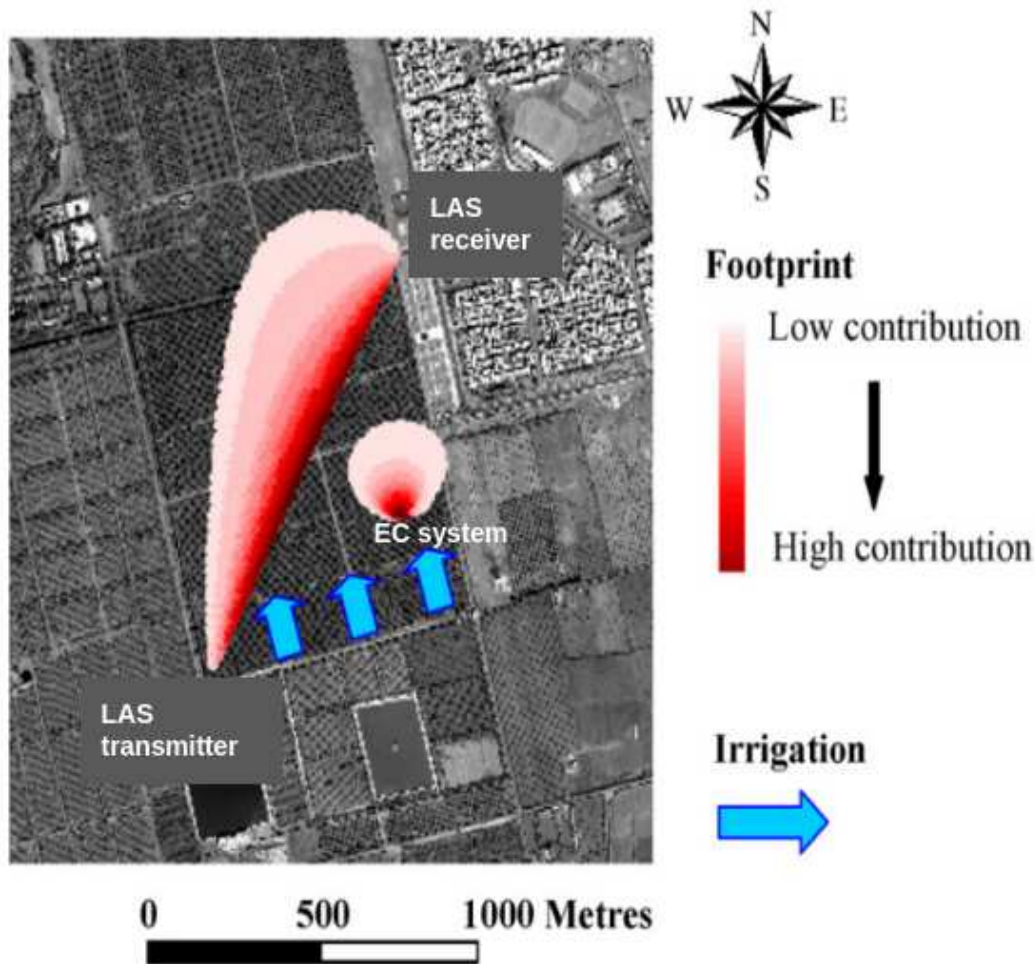 N
W
E
S
LAS
receiver
Footprint
Low contribution
High contribution
EC system
LAS
transmitter
Irrigation
0 500 1000 Metres